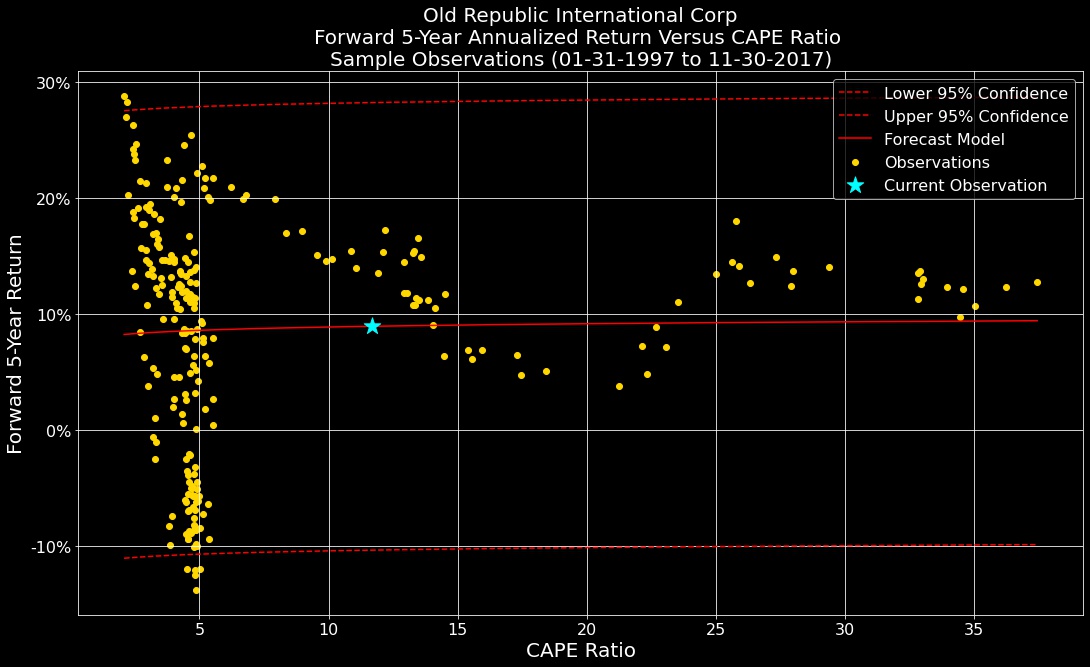 Old Republic International Corp
Forward 5-Year Annualized Return Versus CAPE Ratio
Sample Observations (01-31-1997 to 11-30-2017)
Lower 95% Confidence
Upper 95% Confidence
Forecast Model
Observations
Current Observation
Forward 5-Year Return
30%
20%
10%
0%
-10%
5 10 15 20 25 30 35
CAPE Ratio